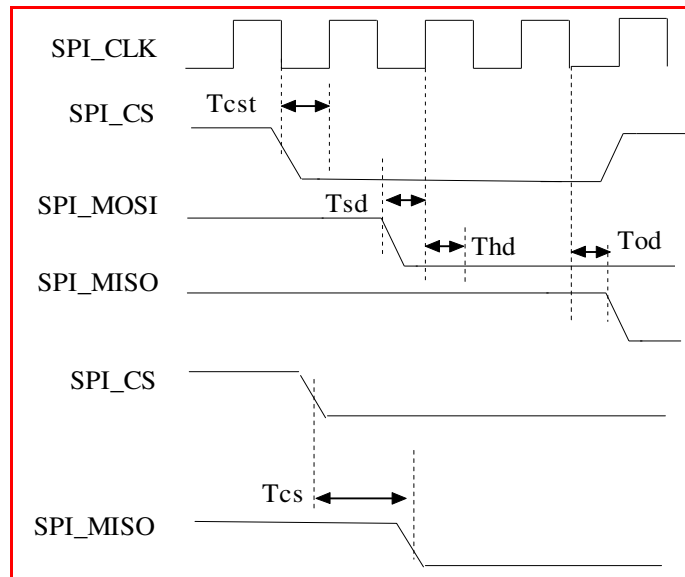 SPI_CLK
Tcst
SPI_CS
Tsd
SPI_MOSI
Thd
Tod
SPI_MISO
SPI_CS
Tcs
SPI_MISO